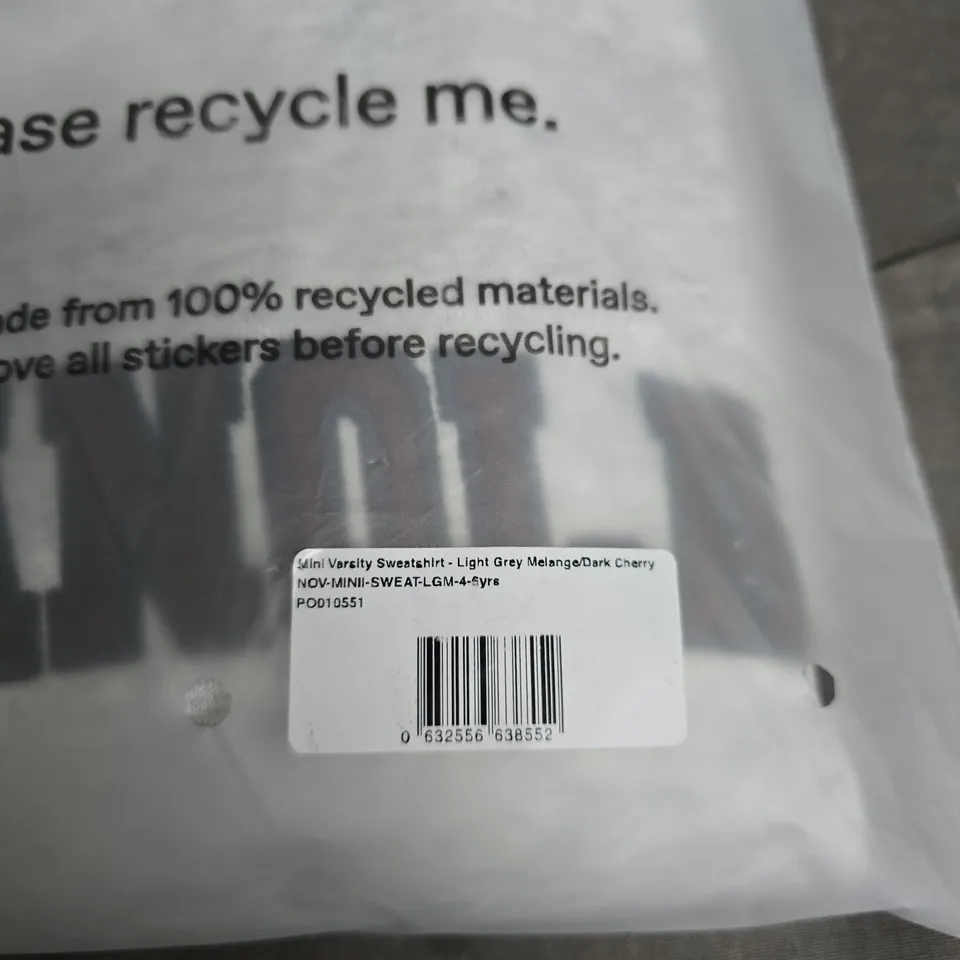 ase recycle me.
de from 100% recycled materials.
ove all stickers before recycling.
Mini Varsity Sweatshirt - Light Grey Melange/Dark Cherry
NOV-MINII-SWEAT-LGM-4-6yrs
PO010551
0 632556 638552